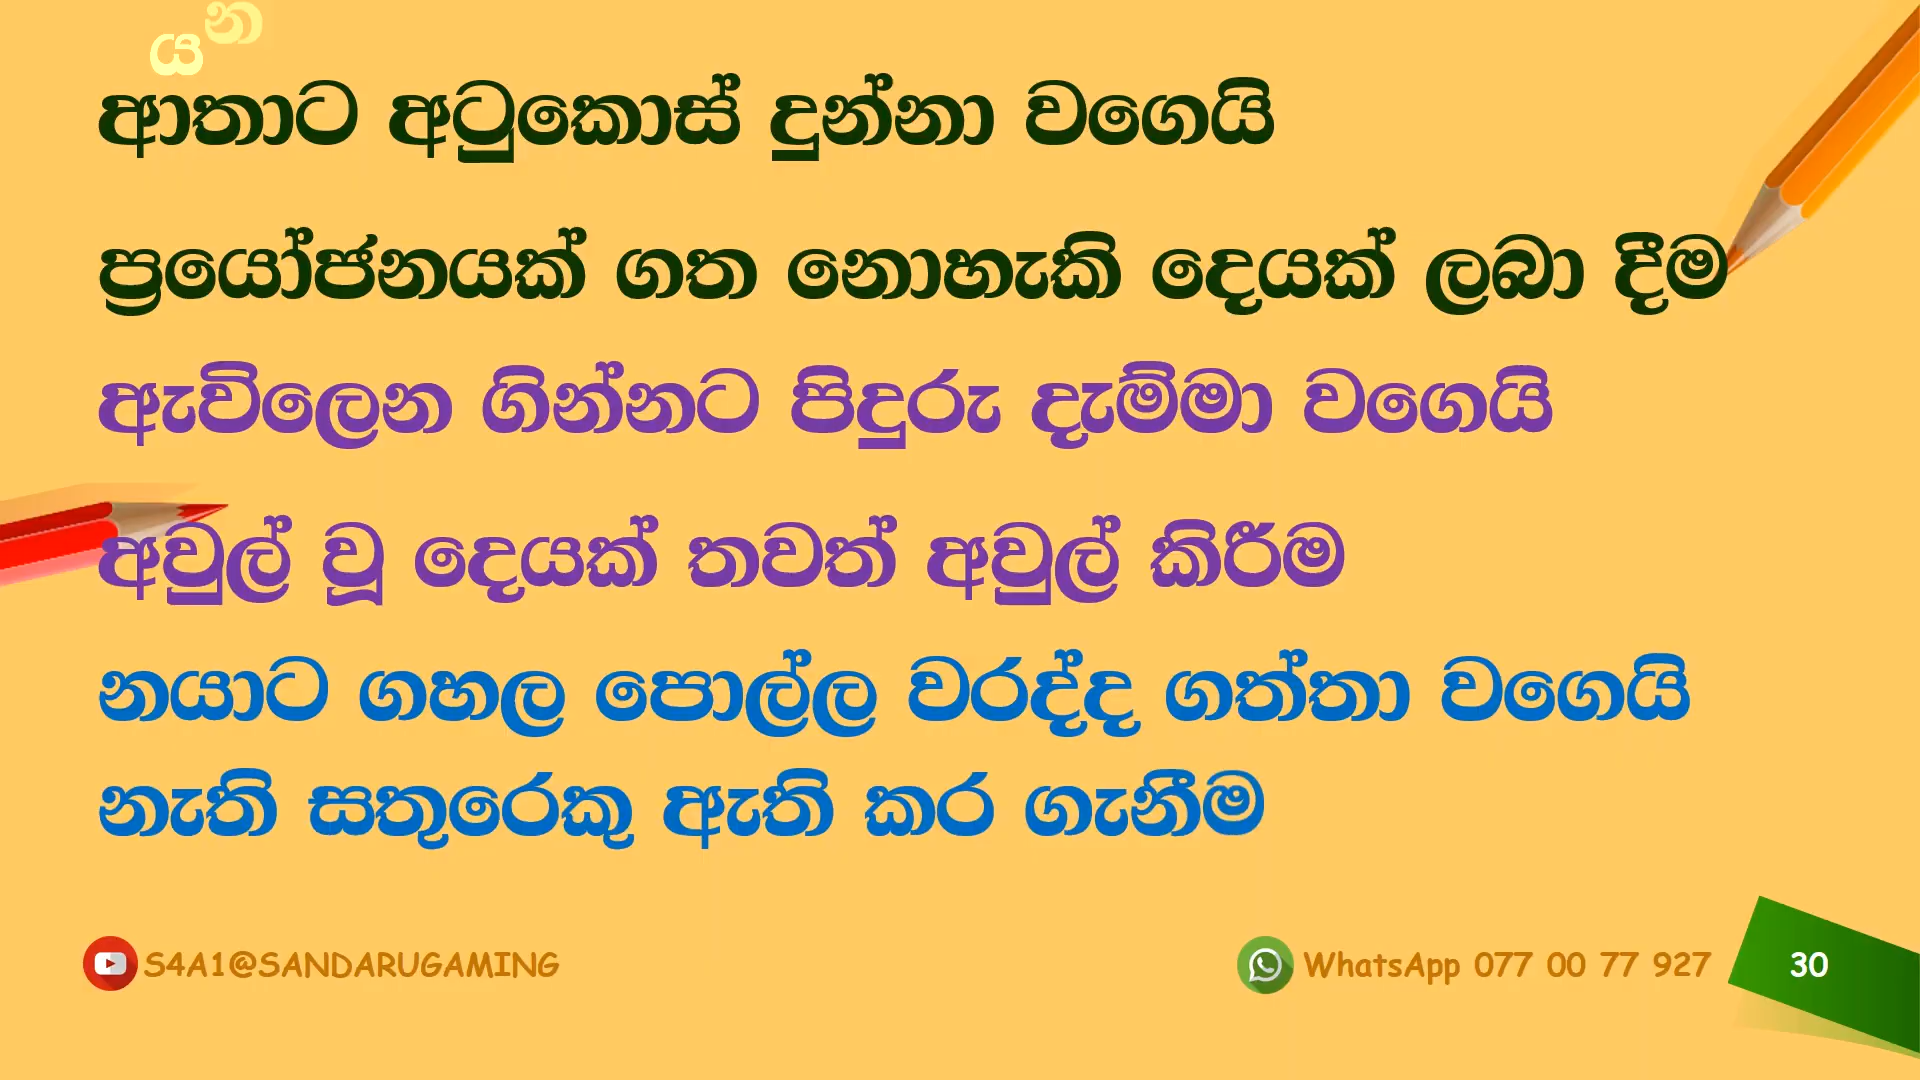 යන
ආතාට අටුකොස් දුන්නා වගෙයි
ප්‍රයෝජනයක් ගත නොහැකි දෙයක් ලබා දීම
ඇවිලෙන ගින්නට පිදුරු දැම්මා වගෙයි
අවුල් වූ දෙයක් තවත් අවුල් කිරීම
නයාට ගහල පොල්ල වරද්ද ගත්තා වගෙයි
නැති සතුරෙකු ඇති කර ගැනීම
S4A1@SANDARUGAMING
WhatsApp 077 00 77 927
30